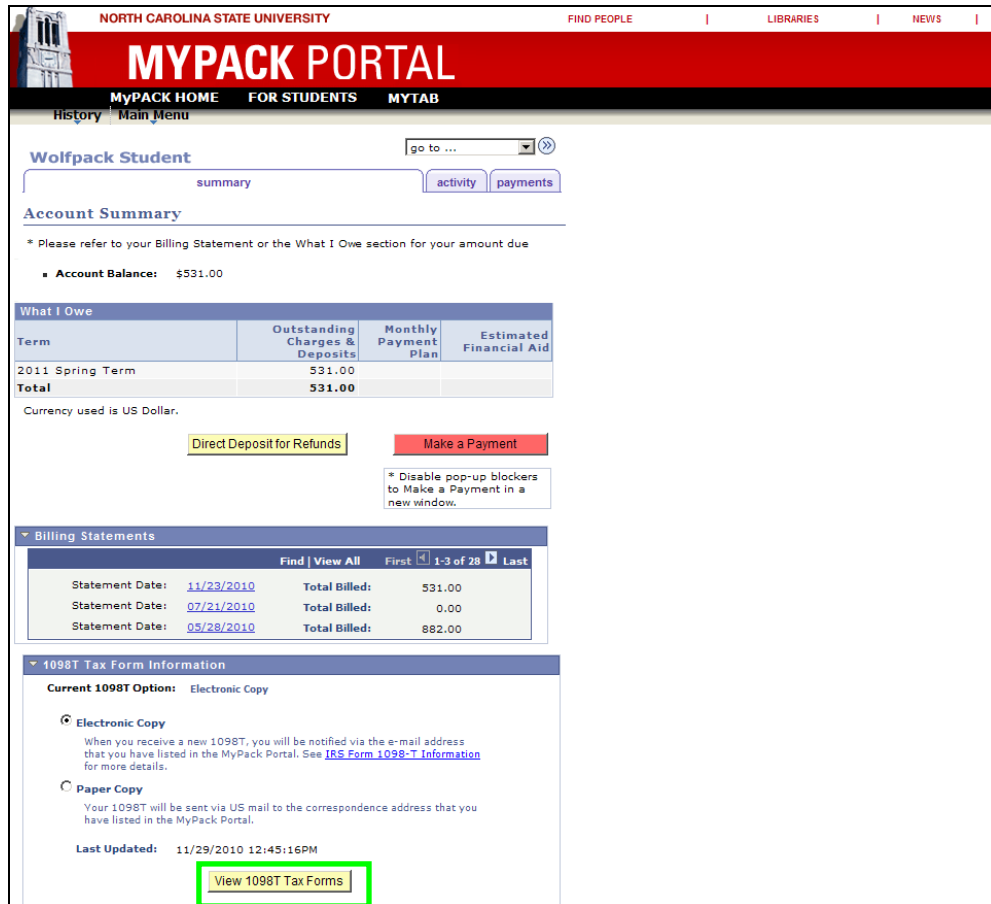 NORTH CAROLINA STATE UNIVERSITY FIND PEOPLE | LIBRARIES | NEWS |
MYPACK PORTAL
MyPACK HOME FOR STUDENTS MYTAB
History Main Menu
Wolfpack Student go to ...
summary activity payments
Account Summary
* Please refer to your Billing Statement or the What I Owe section for your amount due
Account Balance: $531.00
What I Owe
Term Outstanding Charges & Deposits Monthly Payment Plan Estimated Financial Aid
2011 Spring Term 531.00
Total 531.00
Currency used is US Dollar.
Direct Deposit for Refunds Make a Payment
* Disable pop-up blockers
to Make a Payment in a
new window.
Billing Statements
Find | View All First 1-3 of 28 Last
Statement Date: 11/23/2010 Total Billed: 531.00
Statement Date: 07/21/2010 Total Billed: 0.00
Statement Date: 05/28/2010 Total Billed: 882.00
1098T Tax Form Information
Current 1098T Option: Electronic Copy
Electronic Copy
When you receive a new 1098T, you will be notified via the e-mail address
that you have listed in the MyPack Portal. See IRS Form 1098-T Information
for more details.
Paper Copy
Your 1098T will be sent via US mail to the correspondence address that you
have listed in the MyPack Portal.
Last Updated: 11/29/2010 12:45:16PM
View 1098T Tax Forms